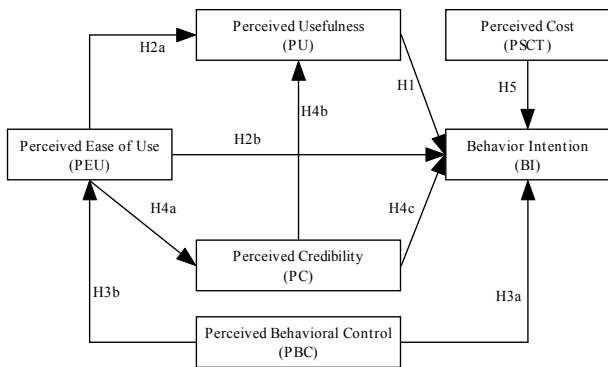 Perceived Usefulness
(PU)
Perceived Cost
(PSCT)
H2a
H1
H5
H4b
Perceived Ease of Use
(PEU)
H2b
Behavior Intention
(BI)
H4a
H4c
Perceived Credibility
(PC)
H3b
H3a
Perceived Behavioral Control
(PBC)